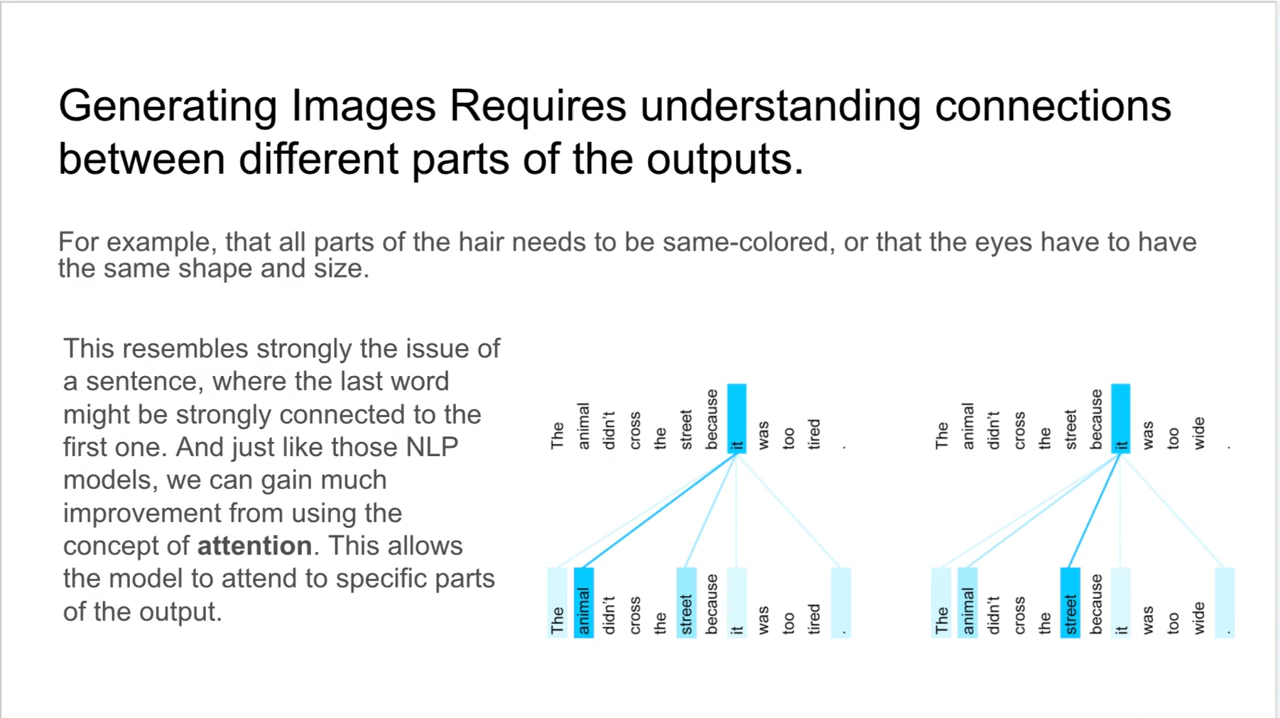 Generating Images Requires understanding connections
between different parts of the outputs.
For example, that all parts of the hair needs to be same-colored, or that the eyes have to have
the same shape and size.
This resembles strongly the issue of
a sentence, where the last word
might be strongly connected to the
first one. And just like those NLP
models, we can gain much
improvement from using the
concept of attention. This allows
the model to attend to specific parts
of the output.
The animal didn't cross the street because it was too tired .
The animal didn't cross the street because it was too tired .
The animal didn't cross the street because it was too wide .
The animal didn't cross the street because it was too wide .